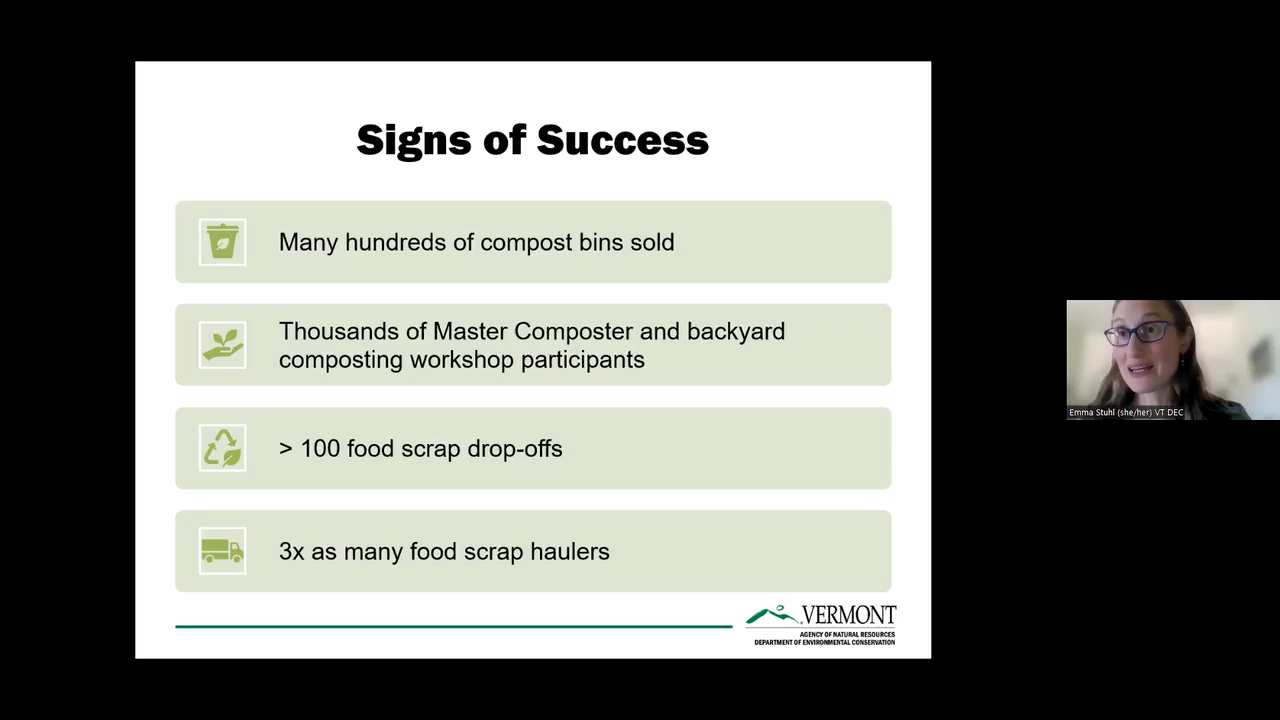 Signs of Success
Many hundreds of compost bins sold
Thousands of Master Composter and backyard
composting workshop participants
> 100 food scrap drop-offs
3x as many food scrap haulers
VERMONT
AGENCY OF NATURAL RESOURCES
DEPARTMENT OF ENVIRONMENTAL CONSERVATION
Emma Stuhl (she/her) VT DEC